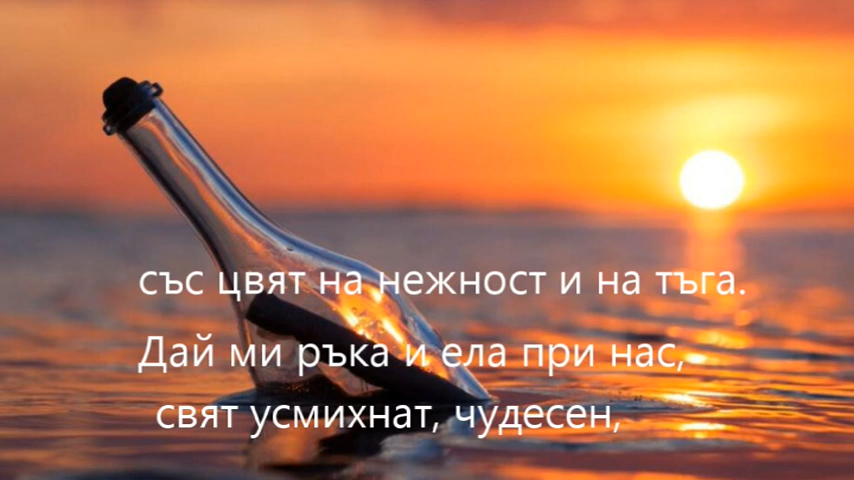 със цвят на нежност и на тъга.
Дай ми ръка и ела при нас,
свят усмихнат, чудесен,